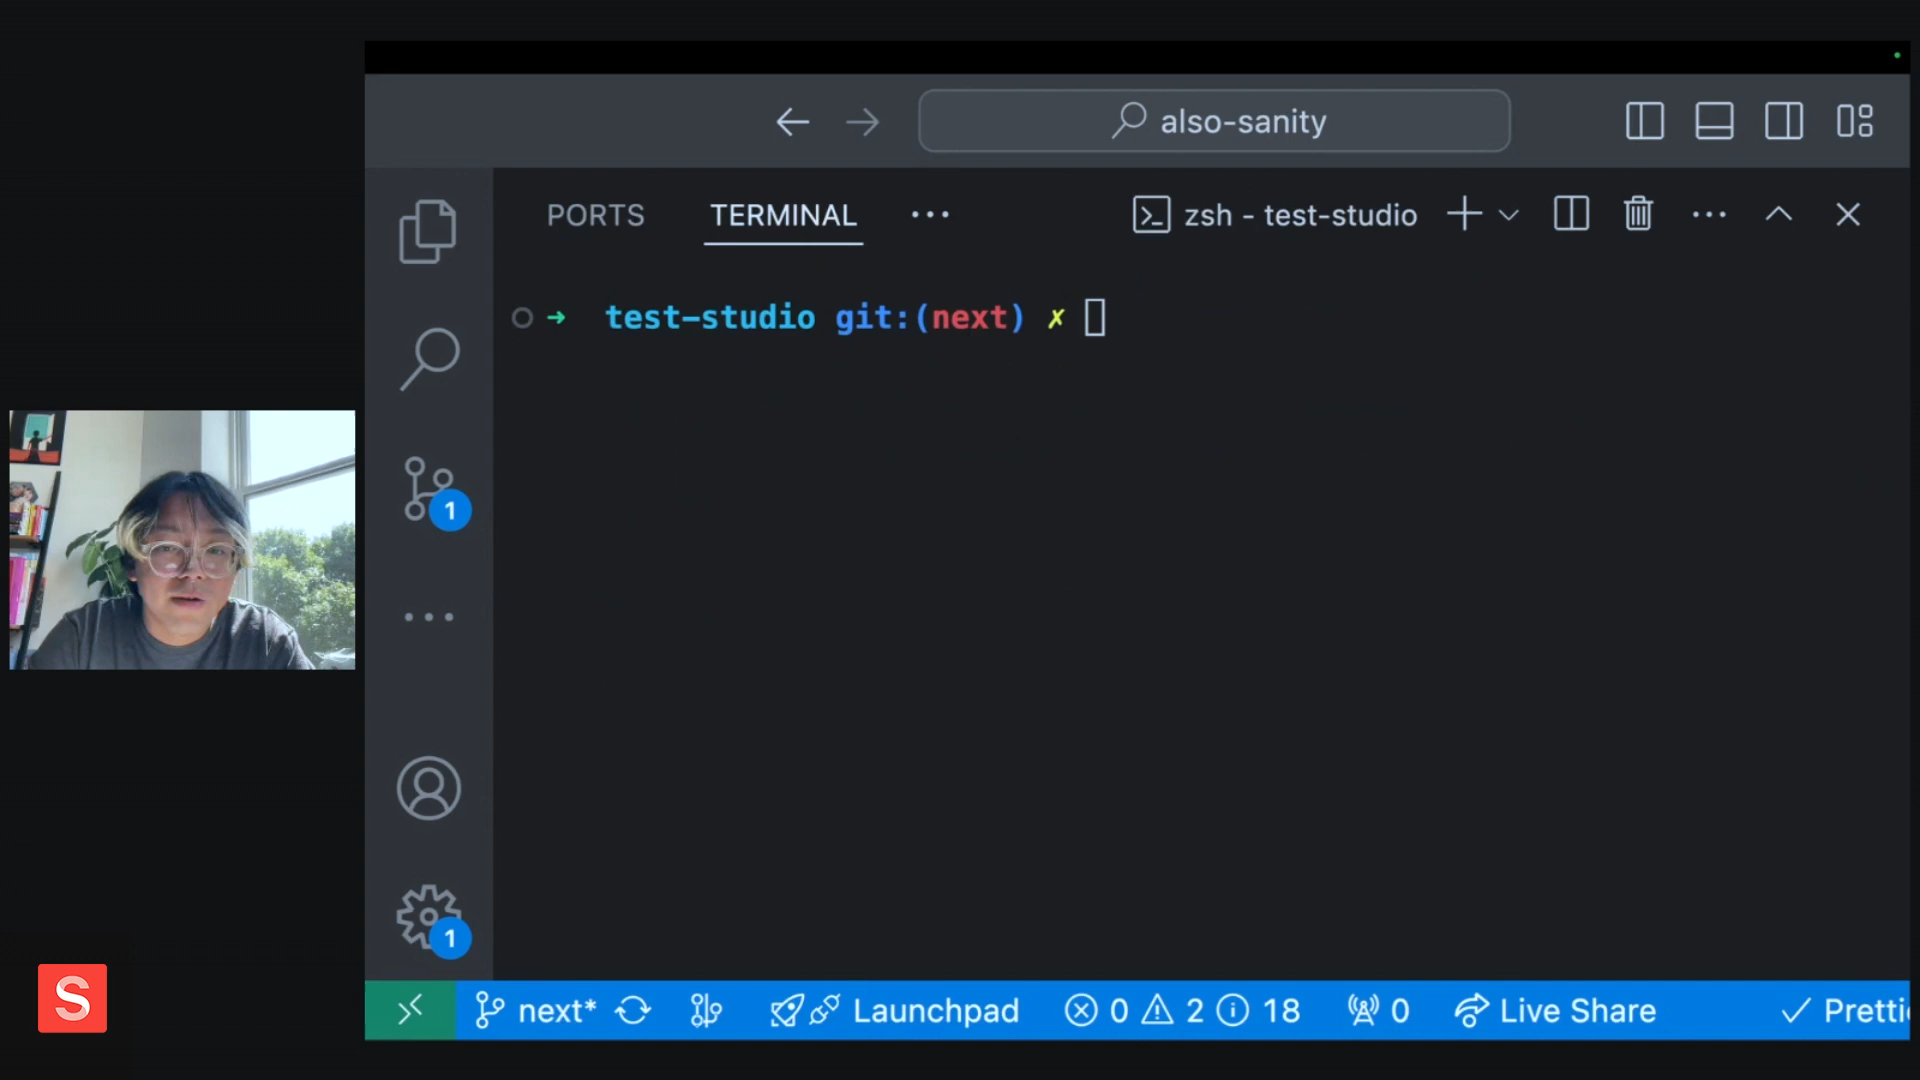 also-sanity
PORTS TERMINAL ··· zsh - test-studio
➜ test-studio git:(next) ✗
1
1
S
next* Launchpad 0 2 18 0 Live Share ✓ Pretti